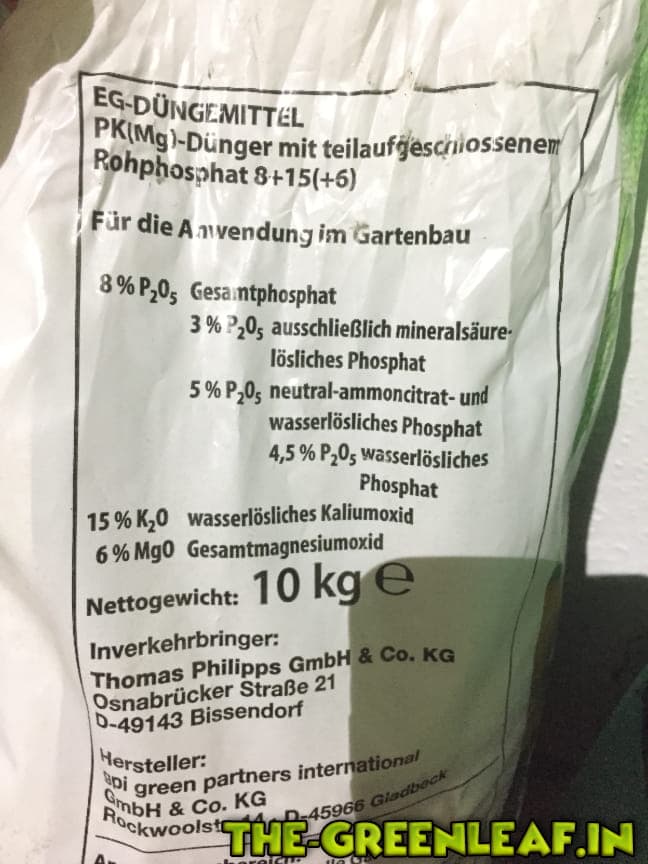 EG-DÜNGEMITTEL
PK(Mg)-Dünger mit teilaufgeschlossenem
Rohphosphat 8+15(+6)
Für die Anwendung im Gartenbau
8 % P₂O₅ Gesamtphosphat
3 % P₂O₅ ausschließlich mineralsäure-
lösliches Phosphat
5 % P₂O₅ neutral-ammoncitrat- und
wasserlösliches Phosphat
4,5 % P₂O₅ wasserlösliches
Phosphat
15 % K₂O wasserlösliches Kaliumoxid
6 % MgO Gesamtmagnesiumoxid
Nettogewicht: 10 kg ℮
Inverkehrbringer:
Thomas Philipps GmbH & Co. KG
Osnabrücker Straße 21
D-49143 Bissendorf
Hersteller:
spi green partners international
GmbH & Co. KG
D-45966 Gladbeck
THE-GREENLEAF.IN